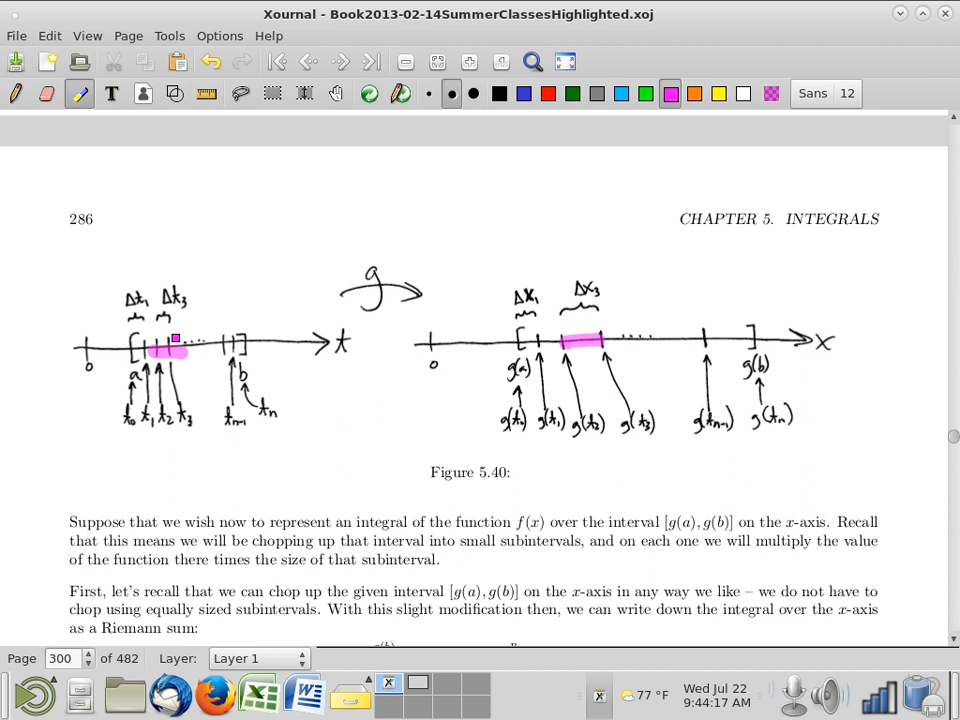 Xournal - Book2013-02-14SummerClassesHighlighted.xoj
File Edit View Page Tools Options Help
Sans 12
286 CHAPTER 5. INTEGRALS
g
Δt₁ Δt₃ Δx₁ Δx₃
[ ..... ] t [ ..... ] x
0 a b 0 g(a) g(b)
t₀ t₁ t₂ t₃ tₙ₋₁ tₙ g(t₀) g(t₁) g(t₂) g(t₃) g(tₙ₋₁) g(tₙ)
Figure 5.40:
Suppose that we wish now to represent an integral of the function f(x) over the interval [g(a), g(b)] on the x-axis. Recall
that this means we will be chopping up that interval into small subintervals, and on each one we will multiply the value
of the function there times the size of that subinterval.
First, let's recall that we can chop up the given interval [g(a), g(b)] on the x-axis in any way we like – we do not have to
chop using equally sized subintervals. With this slight modification then, we can write down the integral over the x-axis
as a Riemann sum:
Page 300 of 482 Layer: Layer 1
77 °F Wed Jul 22
9:44:17 AM